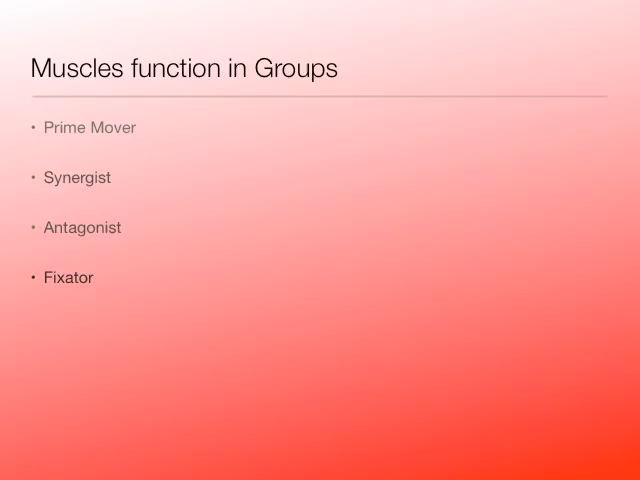 Muscles function in Groups
• Prime Mover
• Synergist
• Antagonist
• Fixator